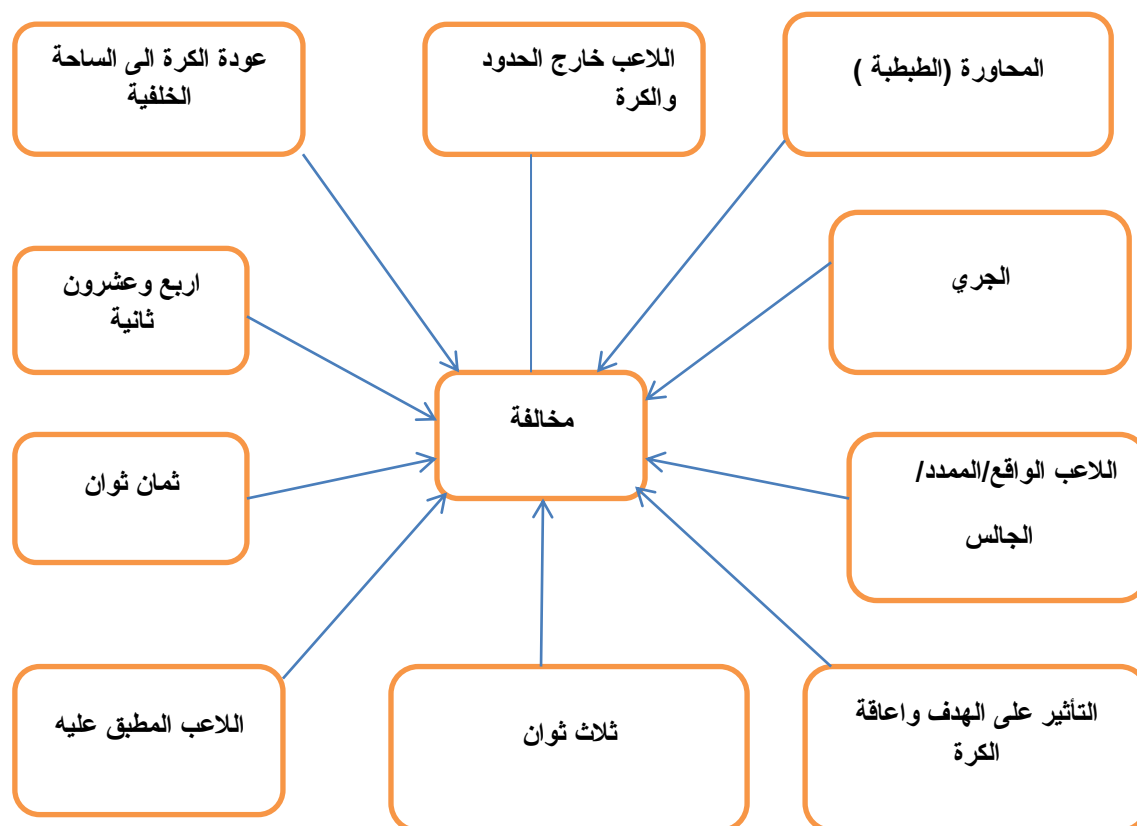 المحاورة (الطبطبة )
اللاعب خارج الحدود
والكرة
عودة الكرة الى الساحة
الخلفية
الجري
اربع وعشرون
ثانية
مخالفة
اللاعب الواقع/الممدد/
الجالس
ثمان ثوان
التأثير على الهدف واعاقة
الكرة
ثلاث ثوان
اللاعب المطبق عليه